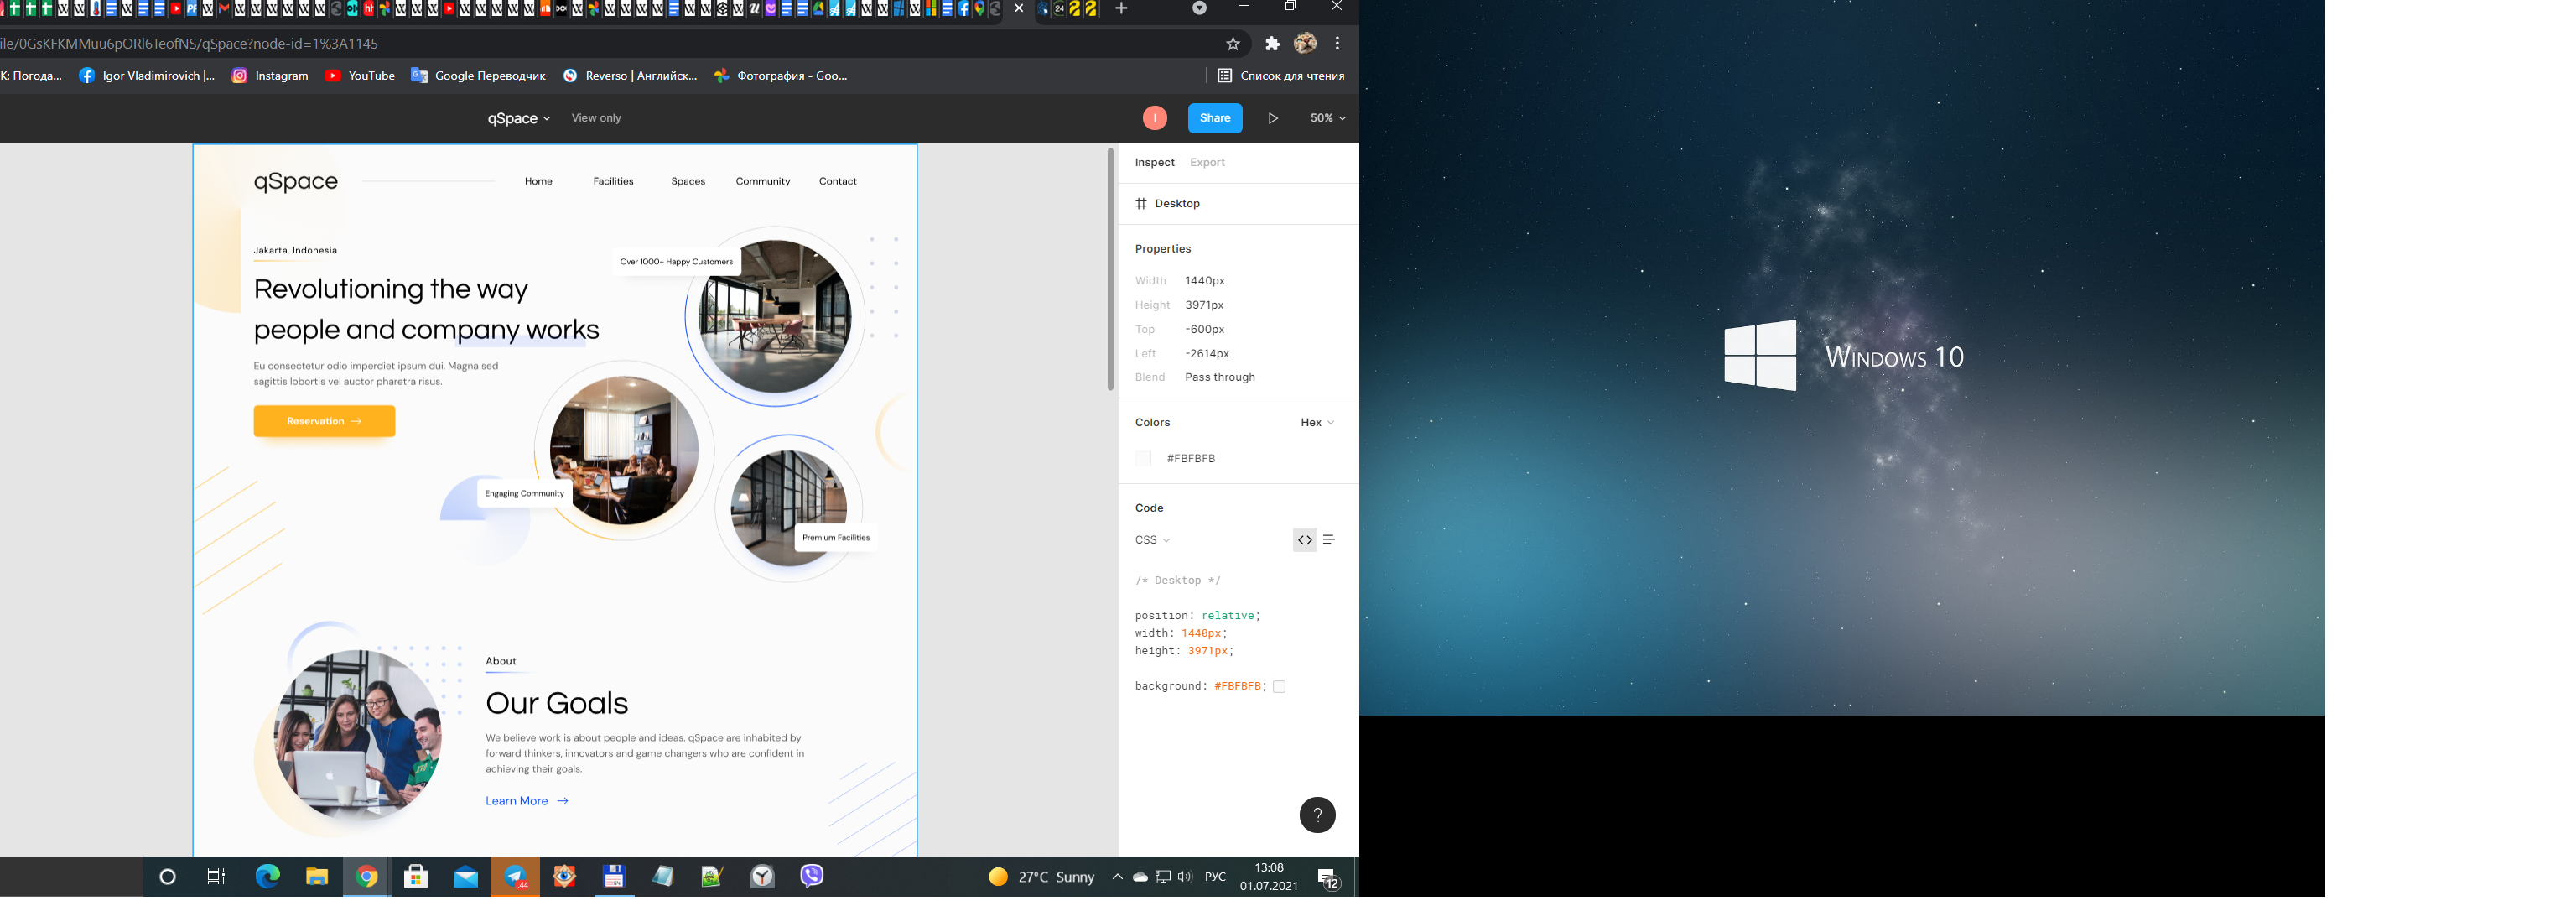 ile/0GsKFKMMuu6pORl6TeofNS/qSpace?node-id=1%3A1145
К: Погода... Igor Vladimirovich |... Instagram YouTube Google Переводчик Reverso | Английск... Фотография - Goo... Список для чтения
qSpace View only I Share 50%
qSpace Home Facilities Spaces Community Contact
Jakarta, Indonesia
Revolutioning the way
people and company works
Eu consectetur odio imperdiet ipsum dui. Magna sed
sagittis lobortis vel auctor pharetra risus.
Reservation
Over 1000+ Happy Customers
Engaging Community
Premium Facilities
About
Our Goals
We believe work is about people and ideas. qSpace are inhabited by
forward thinkers, innovators and game changers who are confident in
achieving their goals.
Learn More
Inspect Export
Desktop
Properties
Width 1440px
Height 3971px
Top -600px
Left -2614px
Blend Pass through
Colors Hex
#FBFBFB
Code
CSS
/* Desktop */
position: relative;
width: 1440px;
height: 3971px;
background: #FBFBFB;
?
27°C Sunny РУС 13:08
01.07.2021
12
44
Windows 10